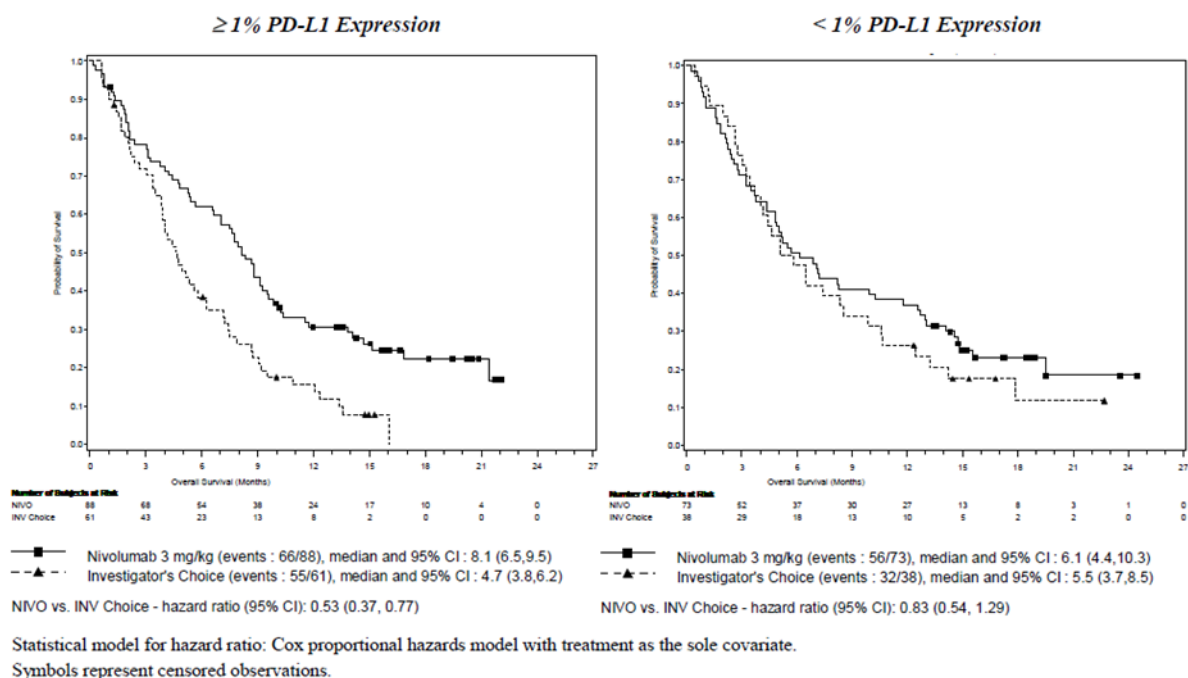 ≥ 1% PD-L1 Expression
1.0
0.9
0.8
0.7
0.6
0.5
0.4
0.3
0.2
0.1
0.0
Probability of Survival
0 3 6 9 12 15 18 21 24 27
Overall Survival (Months)
Number of Subjects at Risk
NIVO 88 68 54 38 24 17 10 4 0
INV Choice 61 43 23 13 6 2 0 0 0
Nivolumab 3 mg/kg (events : 66/88), median and 95% CI : 8.1 (6.5,9.5)
Investigator's Choice (events : 55/61), median and 95% CI : 4.7 (3.8,6.2)
NIVO vs. INV Choice - hazard ratio (95% CI): 0.53 (0.37, 0.77)
< 1% PD-L1 Expression
1.0
0.9
0.8
0.7
0.6
0.5
0.4
0.3
0.2
0.1
0.0
Probability of Survival
0 3 6 9 12 15 18 21 24 27
Overall Survival (Months)
Number of Subjects at Risk
NIVO 73 52 37 30 27 13 8 3 1 0
INV Choice 38 29 18 13 10 5 2 2 0 0
Nivolumab 3 mg/kg (events : 56/73), median and 95% CI : 6.1 (4.4,10.3)
Investigator's Choice (events : 32/38), median and 95% CI : 5.5 (3.7,8.5)
NIVO vs. INV Choice - hazard ratio (95% CI): 0.83 (0.54, 1.29)
Statistical model for hazard ratio: Cox proportional hazards model with treatment as the sole covariate.
Symbols represent censored observations.